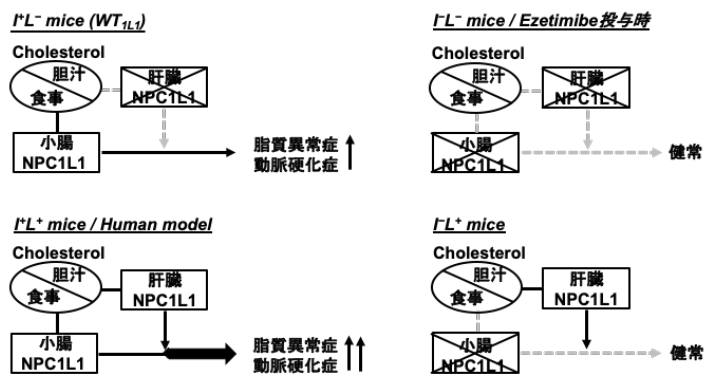 I⁺L⁻ mice (WT₁L₁)
Cholesterol
胆汁
食事
肝臓
NPC1L1
小腸
NPC1L1
脂質異常症
動脈硬化症
I⁻L⁻ mice / Ezetimibe投与時
Cholesterol
胆汁
食事
肝臓
NPC1L1
小腸
NPC1L1
健常
I⁺L⁺ mice / Human model
Cholesterol
胆汁
食事
肝臓
NPC1L1
小腸
NPC1L1
脂質異常症
動脈硬化症
I⁻L⁺ mice
Cholesterol
胆汁
食事
肝臓
NPC1L1
小腸
NPC1L1
健常